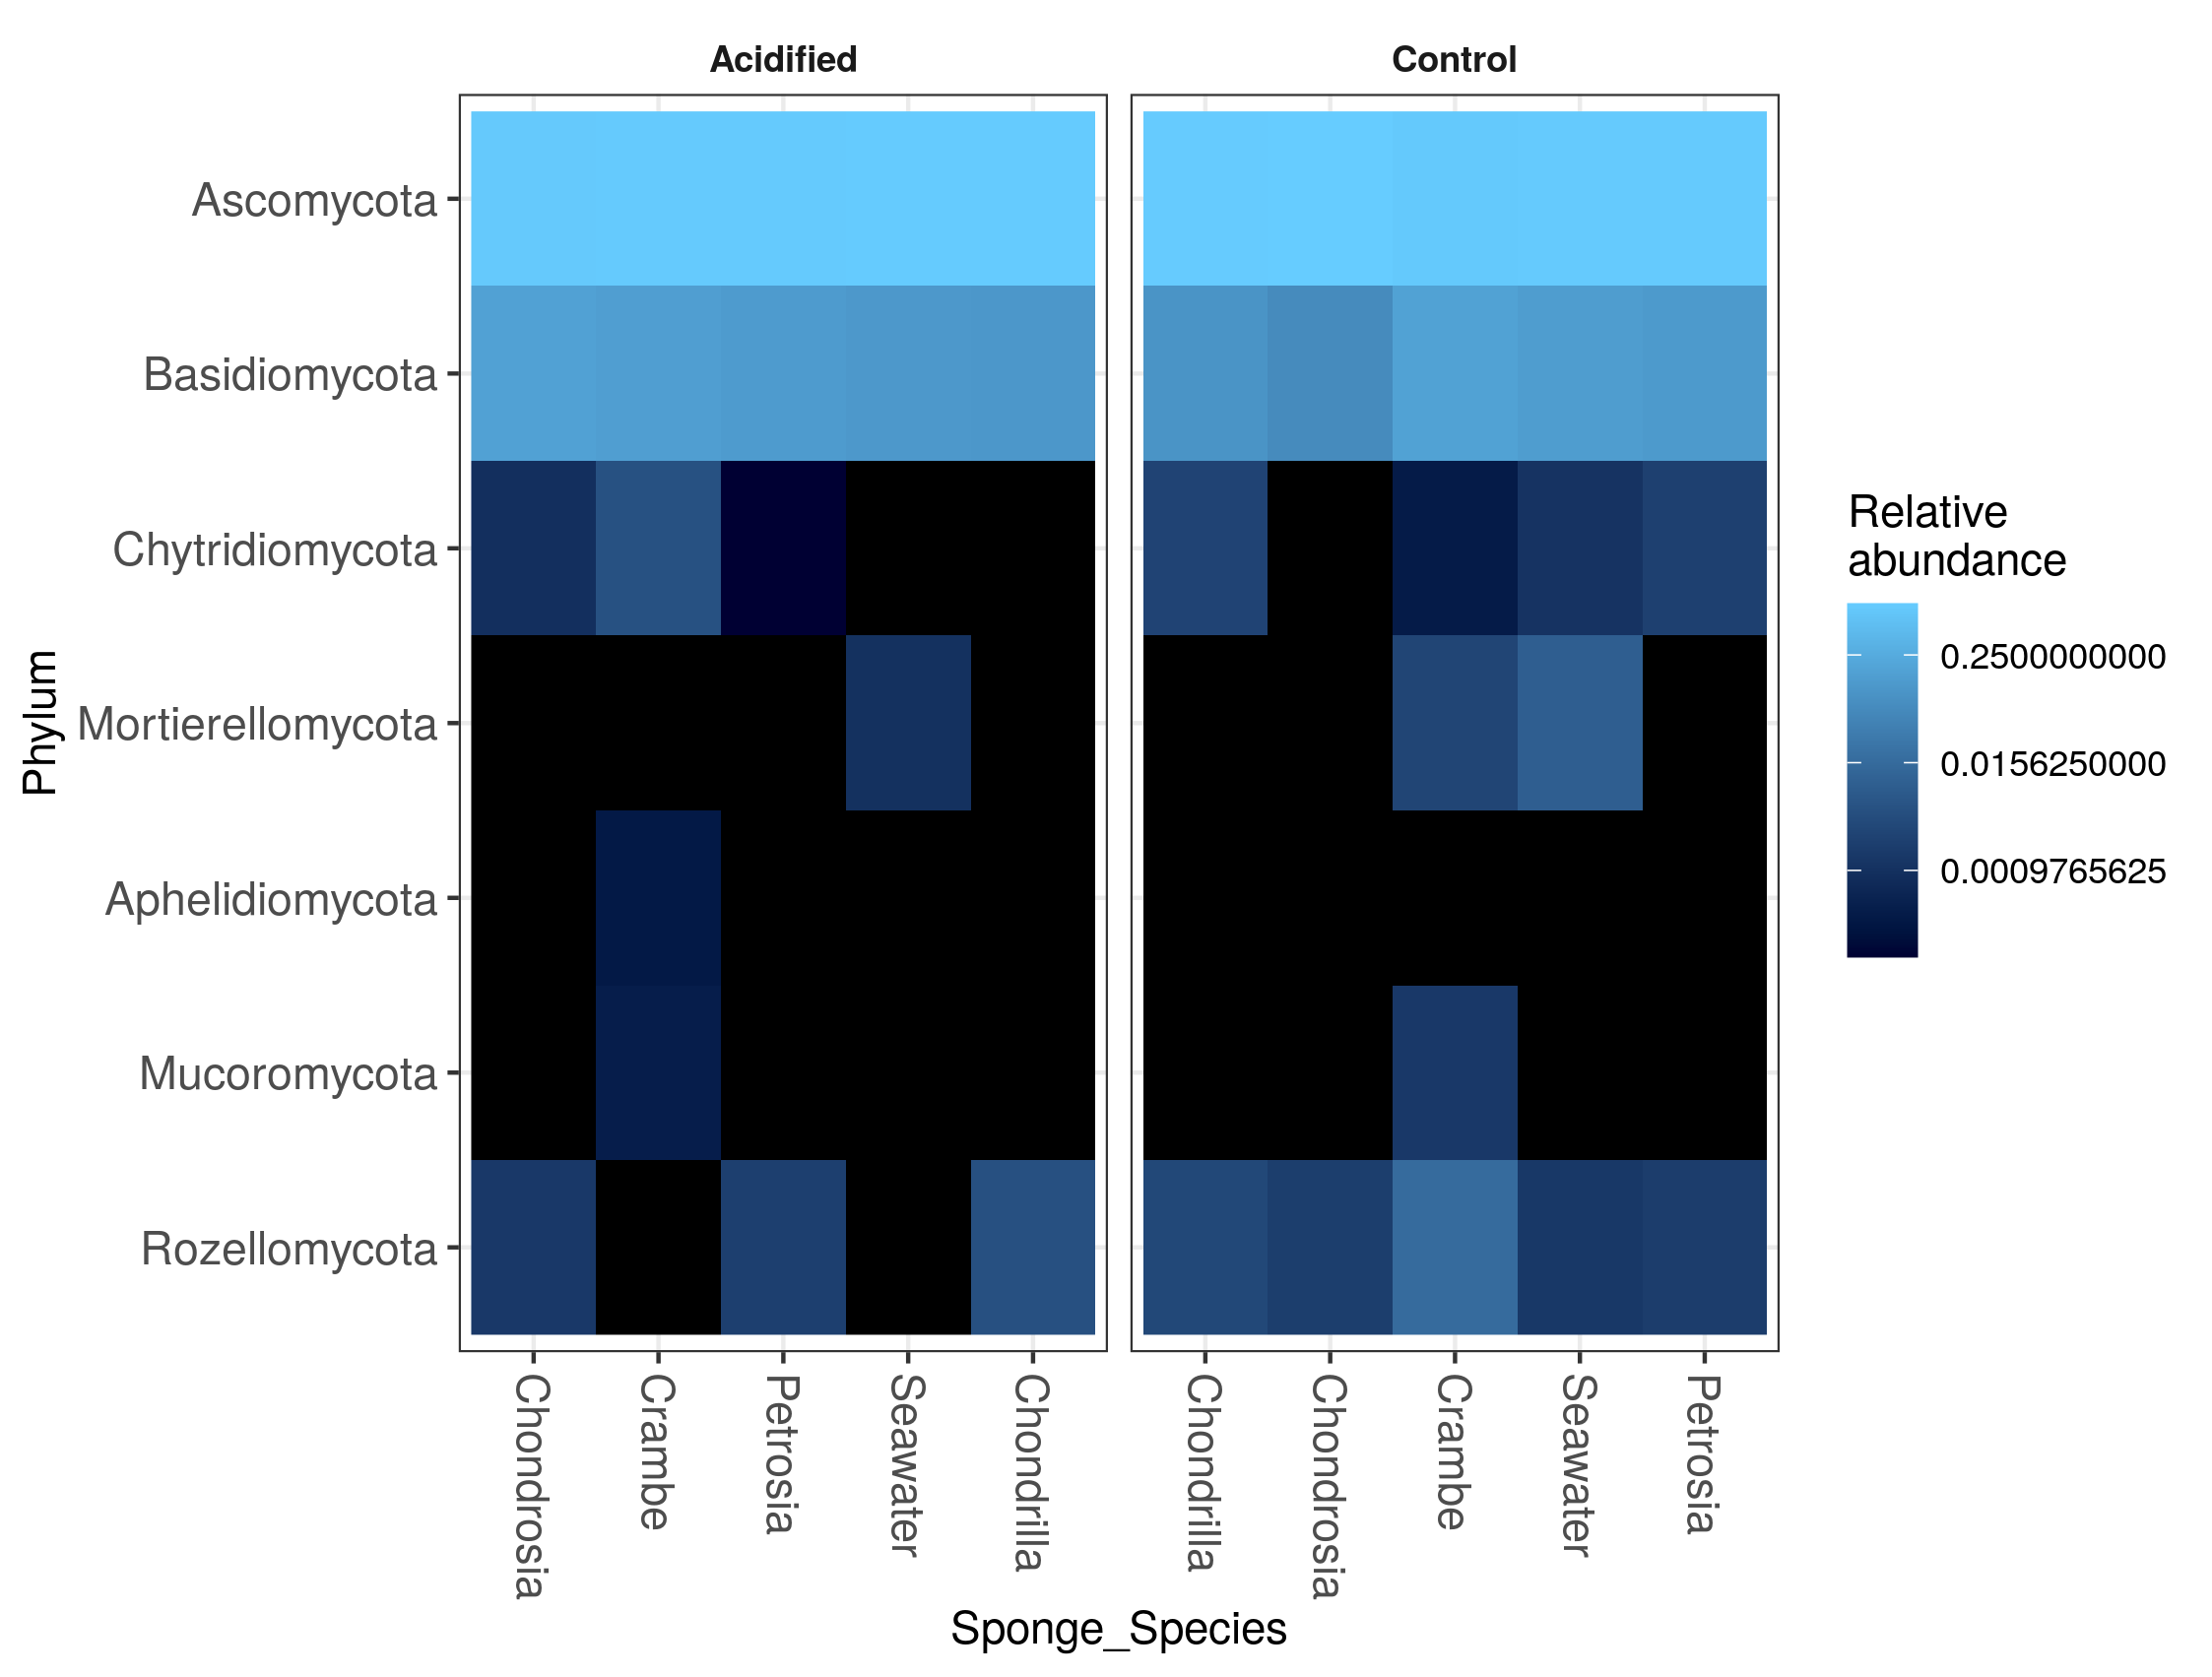 Acidified
Control
Phylum
Ascomycota
Basidiomycota
Chytridiomycota
Mortierellomycota
Aphelidiomycota
Mucoromycota
Rozellomycota
Chondrosia
Crambe
Petrosia
Seawater
Chondrilla
Chondrilla
Chondrosia
Crambe
Seawater
Petrosia
Sponge_Species
Relative
abundance
0.2500000000
0.0156250000
0.0009765625